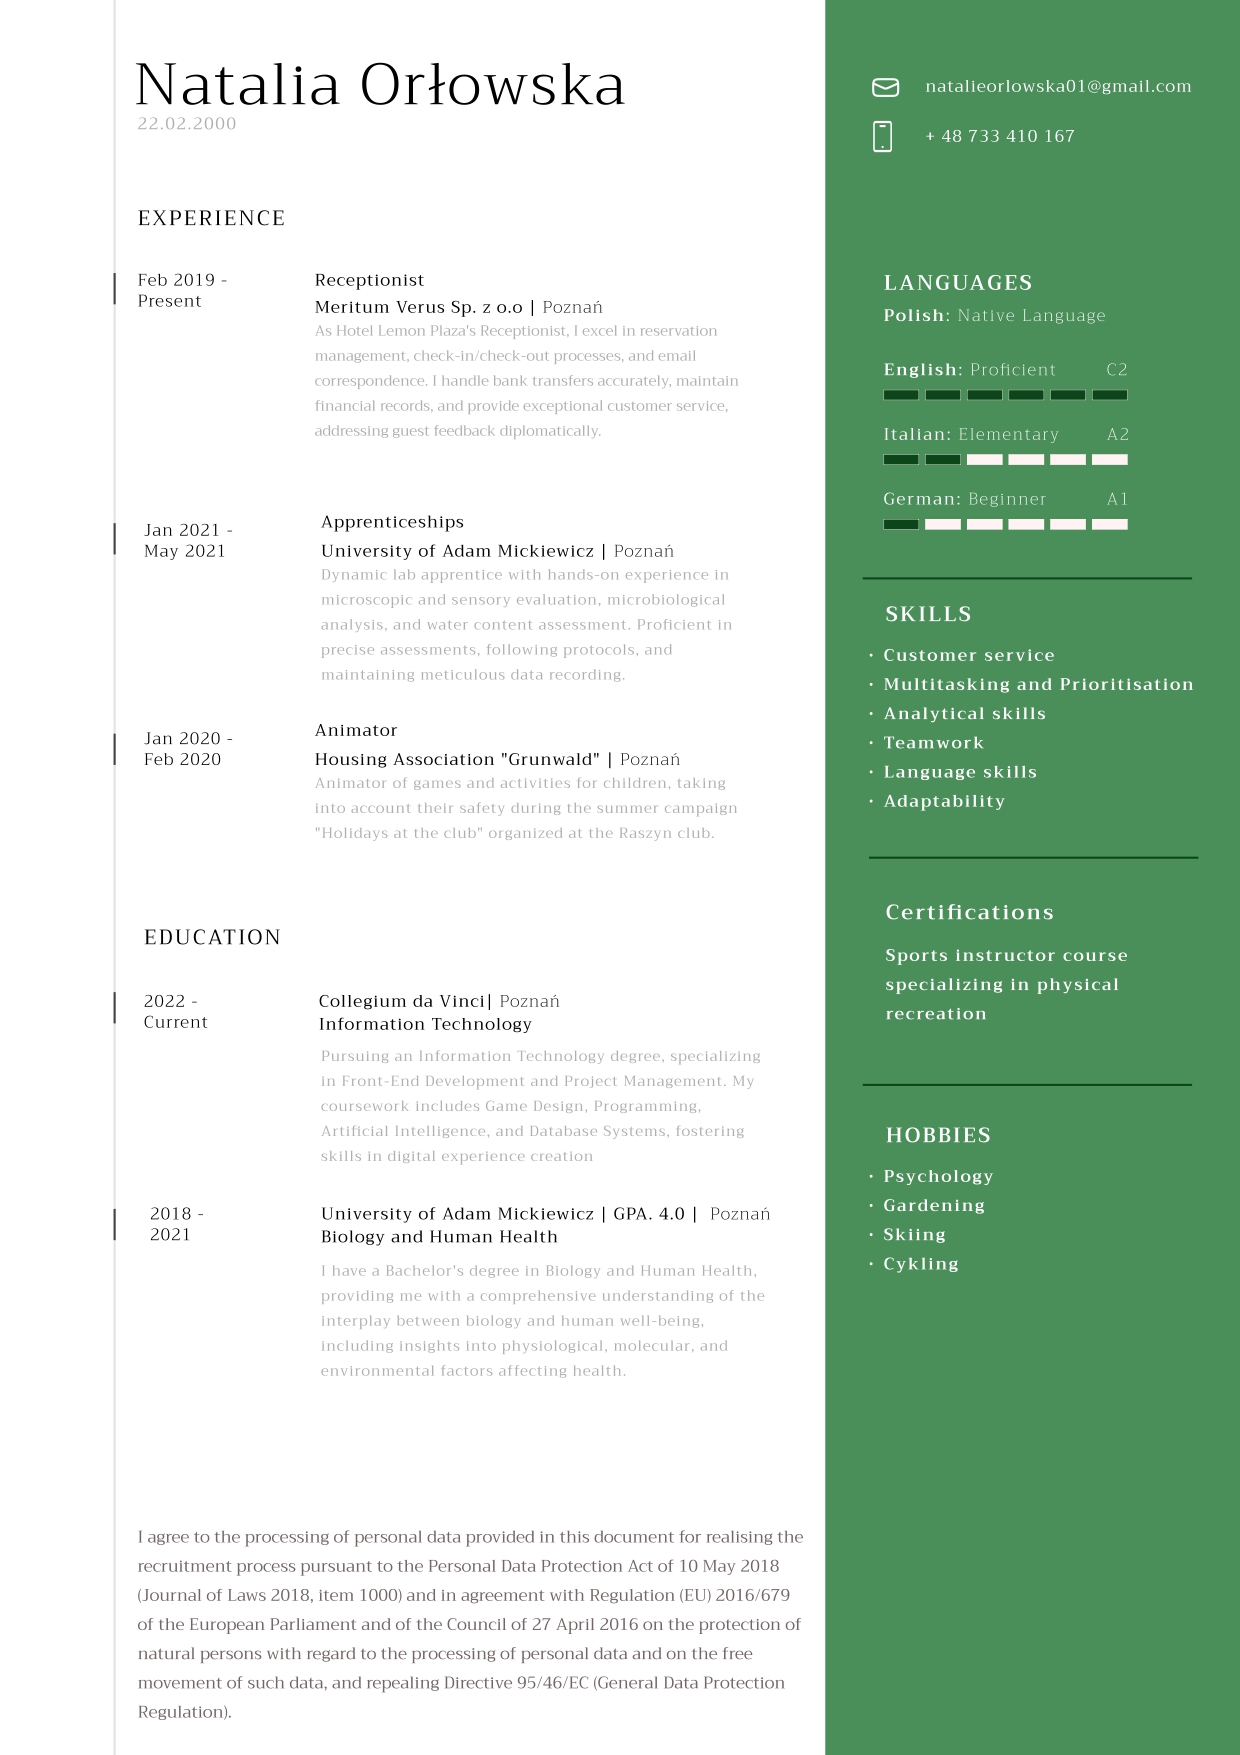 Natalia Orłowska
22.02.2000
EXPERIENCE
Feb 2019 -
Present
Receptionist
Meritum Verus Sp. z o.o | Poznań
As Hotel Lemon Plaza's Receptionist, I excel in reservation
management, check-in/check-out processes, and email
correspondence. I handle bank transfers accurately, maintain
financial records, and provide exceptional customer service,
addressing guest feedback diplomatically.
Jan 2021 -
May 2021
Apprenticeships
University of Adam Mickiewicz | Poznań
Dynamic lab apprentice with hands-on experience in
microscopic and sensory evaluation, microbiological
analysis, and water content assessment. Proficient in
precise assessments, following protocols, and
maintaining meticulous data recording.
Jan 2020 -
Feb 2020
Animator
Housing Association "Grunwald" | Poznań
Animator of games and activities for children, taking
into account their safety during the summer campaign
"Holidays at the club" organized at the Raszyn club.
EDUCATION
2022 -
Current
Collegium da Vinci| Poznań
Information Technology
Pursuing an Information Technology degree, specializing
in Front-End Development and Project Management. My
coursework includes Game Design, Programming,
Artificial Intelligence, and Database Systems, fostering
skills in digital experience creation
2018 -
2021
University of Adam Mickiewicz | GPA. 4.0 | Poznań
Biology and Human Health
I have a Bachelor's degree in Biology and Human Health,
providing me with a comprehensive understanding of the
interplay between biology and human well-being,
including insights into physiological, molecular, and
environmental factors affecting health.
I agree to the processing of personal data provided in this document for realising the
recruitment process pursuant to the Personal Data Protection Act of 10 May 2018
(Journal of Laws 2018, item 1000) and in agreement with Regulation (EU) 2016/679
of the European Parliament and of the Council of 27 April 2016 on the protection of
natural persons with regard to the processing of personal data and on the free
movement of such data, and repealing Directive 95/46/EC (General Data Protection
Regulation).
natalieorlowska01@gmail.com
+ 48 733 410 167
LANGUAGES
Polish: Native Language
English: Proficient C2
Italian: Elementary A2
German: Beginner A1
SKILLS
· Customer service
· Multitasking and Prioritisation
· Analytical skills
· Teamwork
· Language skills
· Adaptability
Certifications
Sports instructor course
specializing in physical
recreation
HOBBIES
· Psychology
· Gardening
· Skiing
· Cykling